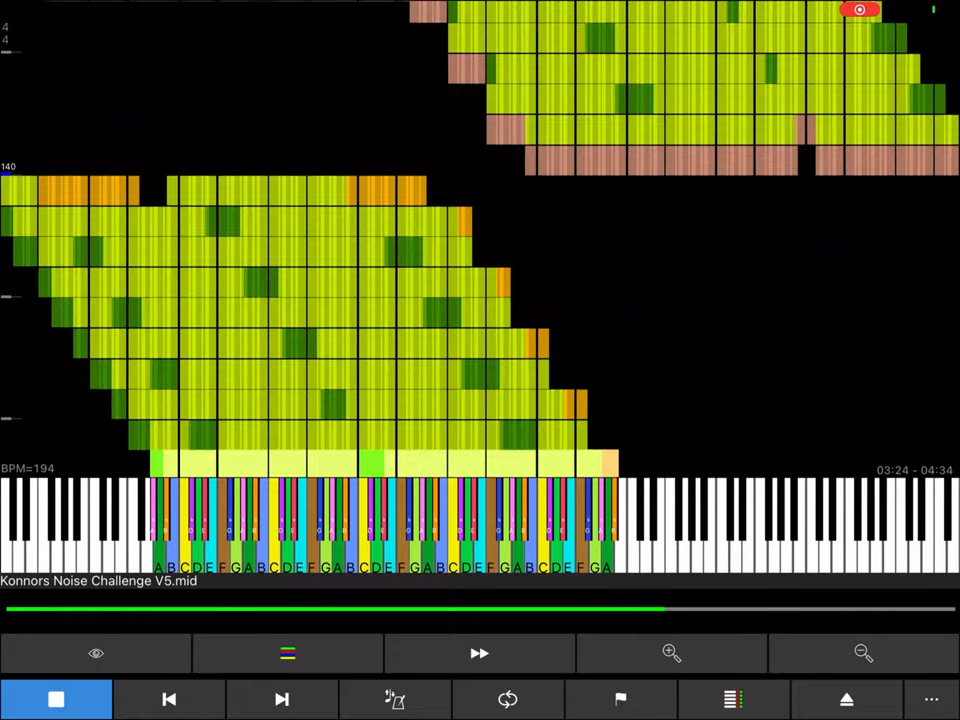 4
4
140
BPM=194
03:24 - 04:34
A B C D E F G A B C D E F G A B C D E F G A B C D E F G A B C D E F G A
Konnors Noise Challenge V5.mid